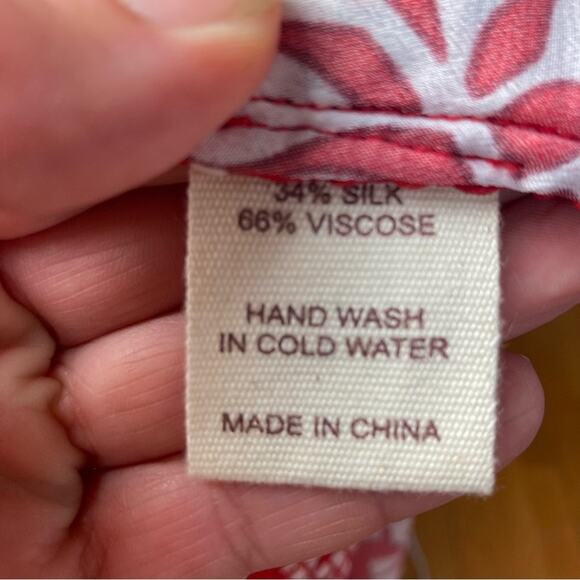 34% SILK
66% VISCOSE
HAND WASH
IN COLD WATER
MADE IN CHINA